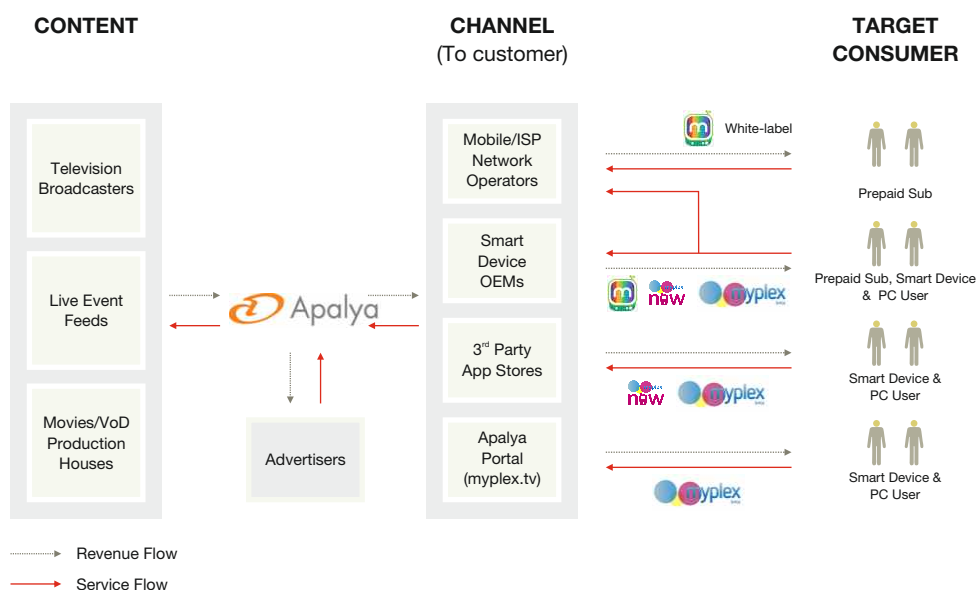 CONTENT
CHANNEL
(To customer)
TARGET
CONSUMER
Television
Broadcasters
Live Event
Feeds
Movies/VoD
Production
Houses
Apalya
Advertisers
Mobile/ISP
Network
Operators
Smart
Device
OEMs
3rd Party
App Stores
Apalya
Portal
(myplex.tv)
m
White-label
Prepaid Sub
m
now
myplex
Prepaid Sub, Smart Device
& PC User
now
myplex
Smart Device &
PC User
myplex
Smart Device &
PC User
Revenue Flow
Service Flow